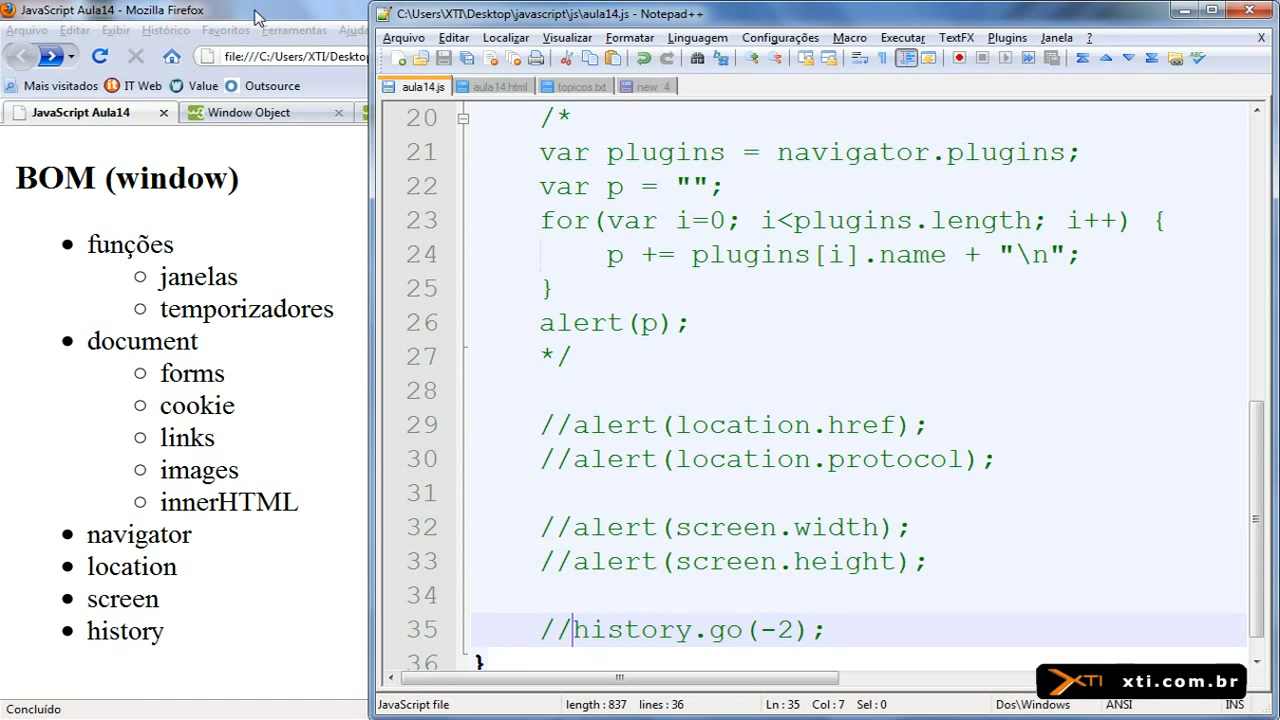 JavaScript Aula14 - Mozilla Firefox
Arquivo Editar Exibir Histórico Favoritos Ferramentas Ajuda
file:///C:/Users/XTI/Deskto
Mais visitados IT Web Value Outsource
JavaScript Aula14 Window Object
BOM (window)
funções
janelas
temporizadores
document
forms
cookie
links
images
innerHTML
navigator
location
screen
history
Concluído
C:\Users\XTI\Desktop\javascript\js\aula14.js - Notepad++
Arquivo Editar Localizar Visualizar Formatar Linguagem Configurações Macro Executar TextFX Plugins Janela ? X
aula14.js aula14.html topicos.txt new 4
20 /*
21 var plugins = navigator.plugins;
22 var p = "";
23 for(var i=0; i<plugins.length; i++) {
24 p += plugins[i].name + "\n";
25 }
26 alert(p);
27 */
28
29 //alert(location.href);
30 //alert(location.protocol);
31
32 //alert(screen.width);
33 //alert(screen.height);
34
35 //history.go(-2);
36 }
XTI xti.com.br
JavaScript file length : 837 lines : 36 Ln : 35 Col : 7 Sel : 0 Dos\Windows ANSI INS